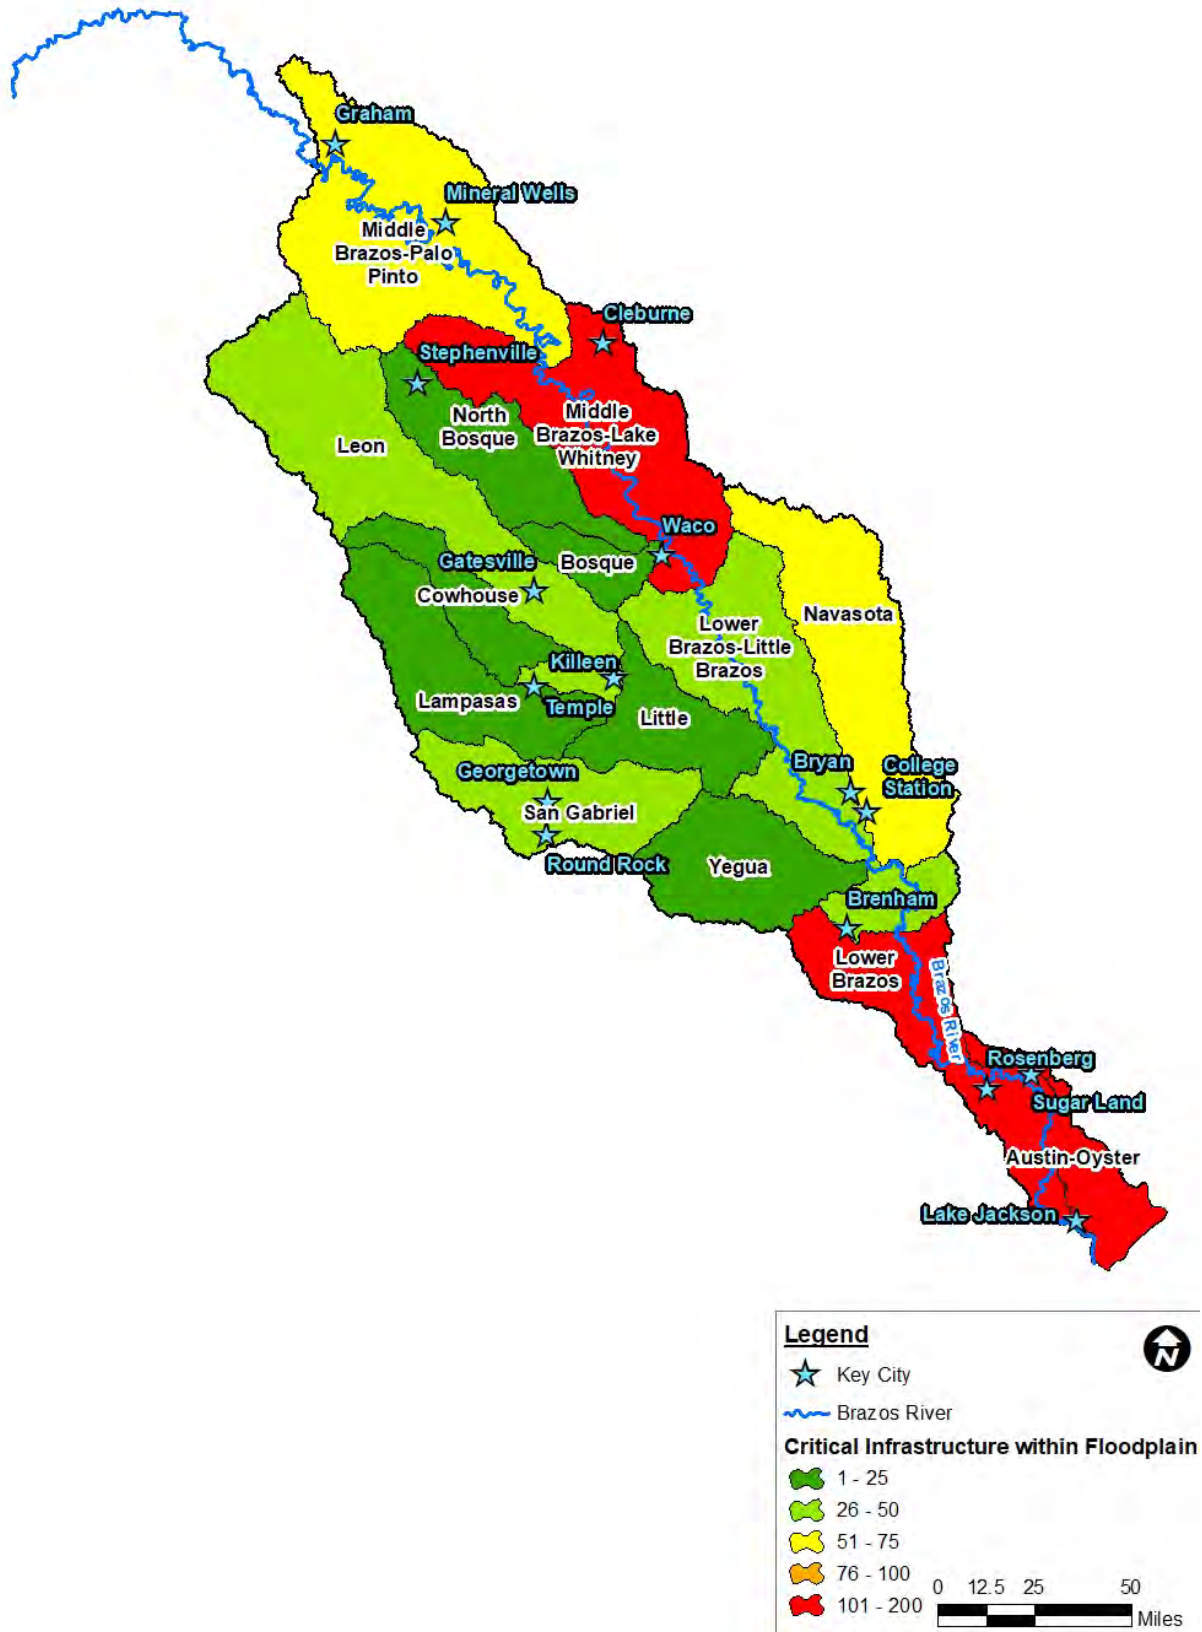 Graham
Mineral Wells
Middle
Brazos-Palo
Pinto
Cleburne
Stephenville
North
Bosque
Middle
Brazos-Lake
Whitney
Leon
Waco
Gatesville
Bosque
Cowhouse
Navasota
Lower
Brazos-Little
Brazos
Killeen
Lampasas
Temple
Little
Georgetown
Bryan
College
Station
San Gabriel
Round Rock
Yegua
Brenham
Lower
Brazos
Brazos River
Rosenberg
Sugar Land
Austin-Oyster
Lake Jackson
Legend
N
Key City
Brazos River
Critical Infrastructure within Floodplain
1 - 25
26 - 50
51 - 75
76 - 100
101 - 200
0 12.5 25 50
Miles